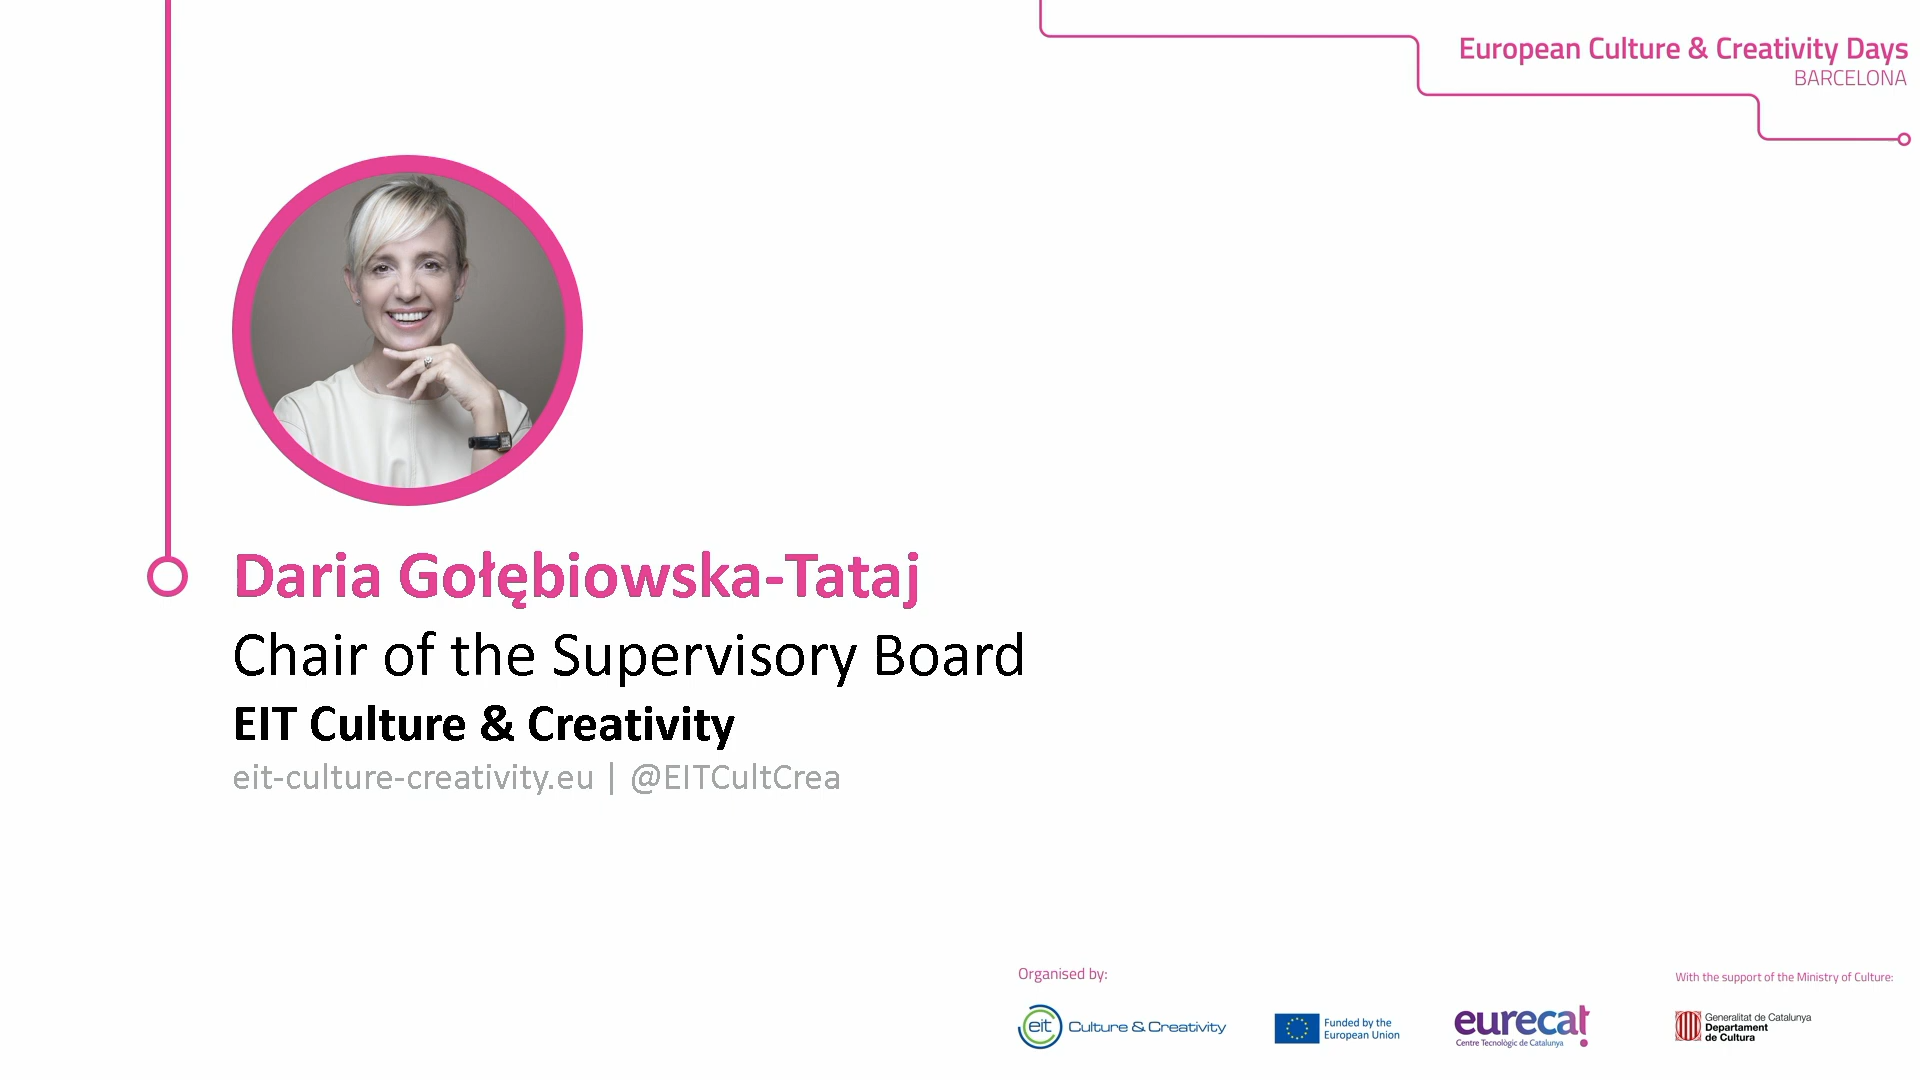 European Culture & Creativity Days
BARCELONA
Daria Gołębiowska-Tataj
Chair of the Supervisory Board
EIT Culture & Creativity
eit-culture-creativity.eu | @EITCultCrea
Organised by:
With the support of the Ministry of Culture:
eit Culture & Creativity
Funded by the
European Union
eurecat
Centre Tecnològic de Catalunya
Generalitat de Catalunya
Departament
de Cultura